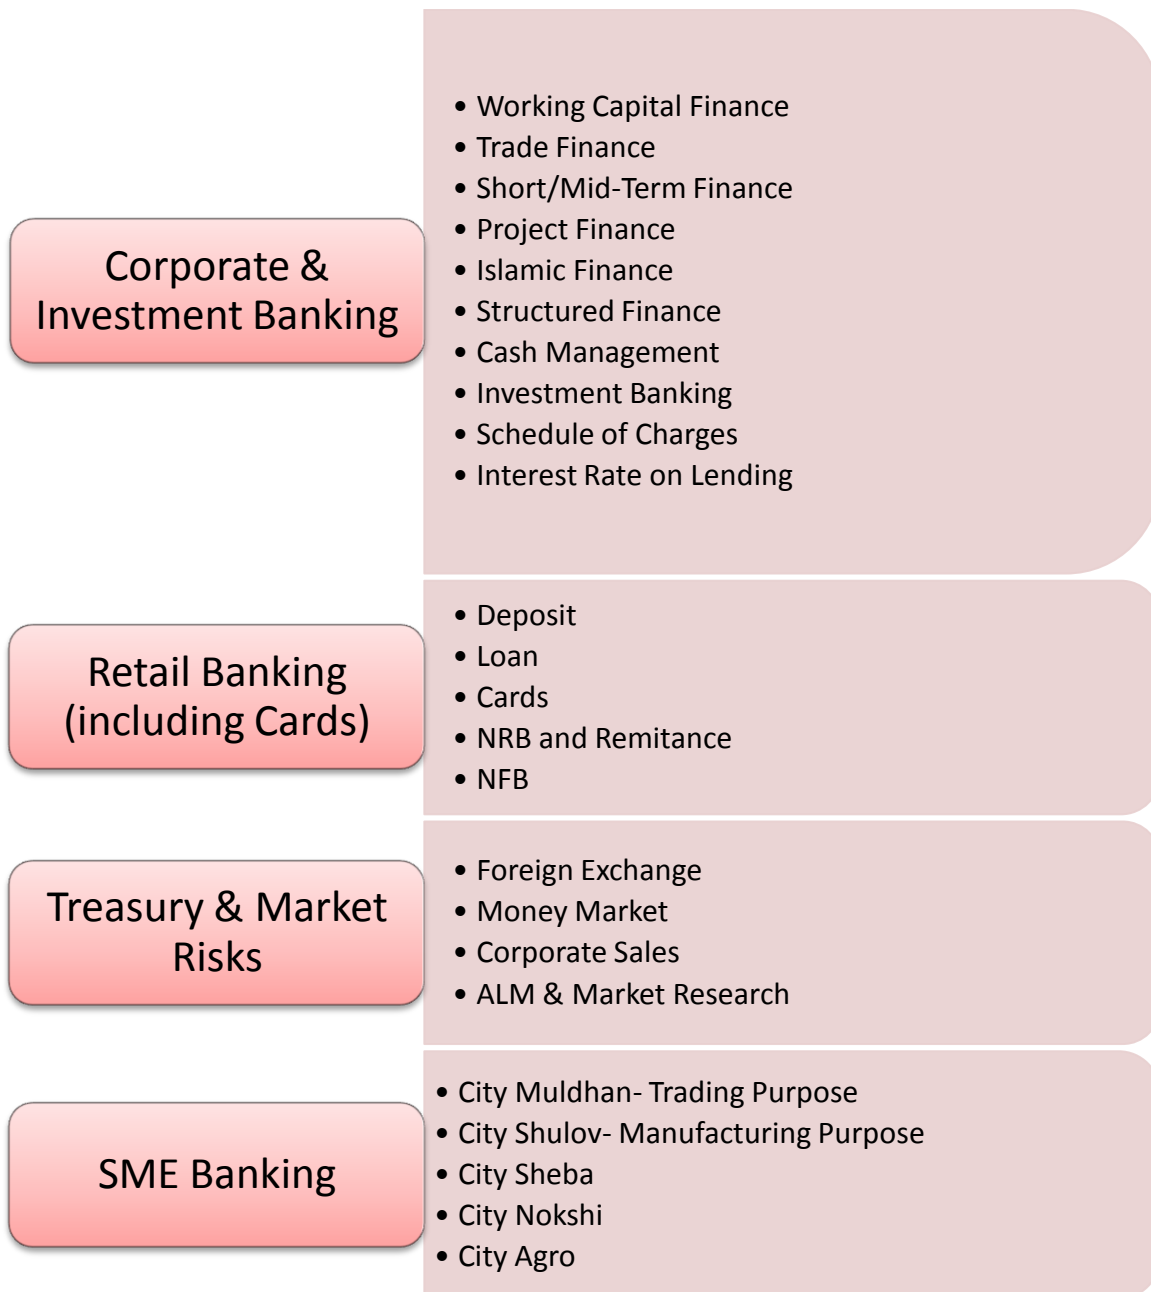 Corporate &
Investment Banking
• Working Capital Finance
• Trade Finance
• Short/Mid-Term Finance
• Project Finance
• Islamic Finance
• Structured Finance
• Cash Management
• Investment Banking
• Schedule of Charges
• Interest Rate on Lending
Retail Banking
(including Cards)
• Deposit
• Loan
• Cards
• NRB and Remitance
• NFB
Treasury & Market
Risks
• Foreign Exchange
• Money Market
• Corporate Sales
• ALM & Market Research
SME Banking
• City Muldhan- Trading Purpose
• City Shulov- Manufacturing Purpose
• City Sheba
• City Nokshi
• City Agro